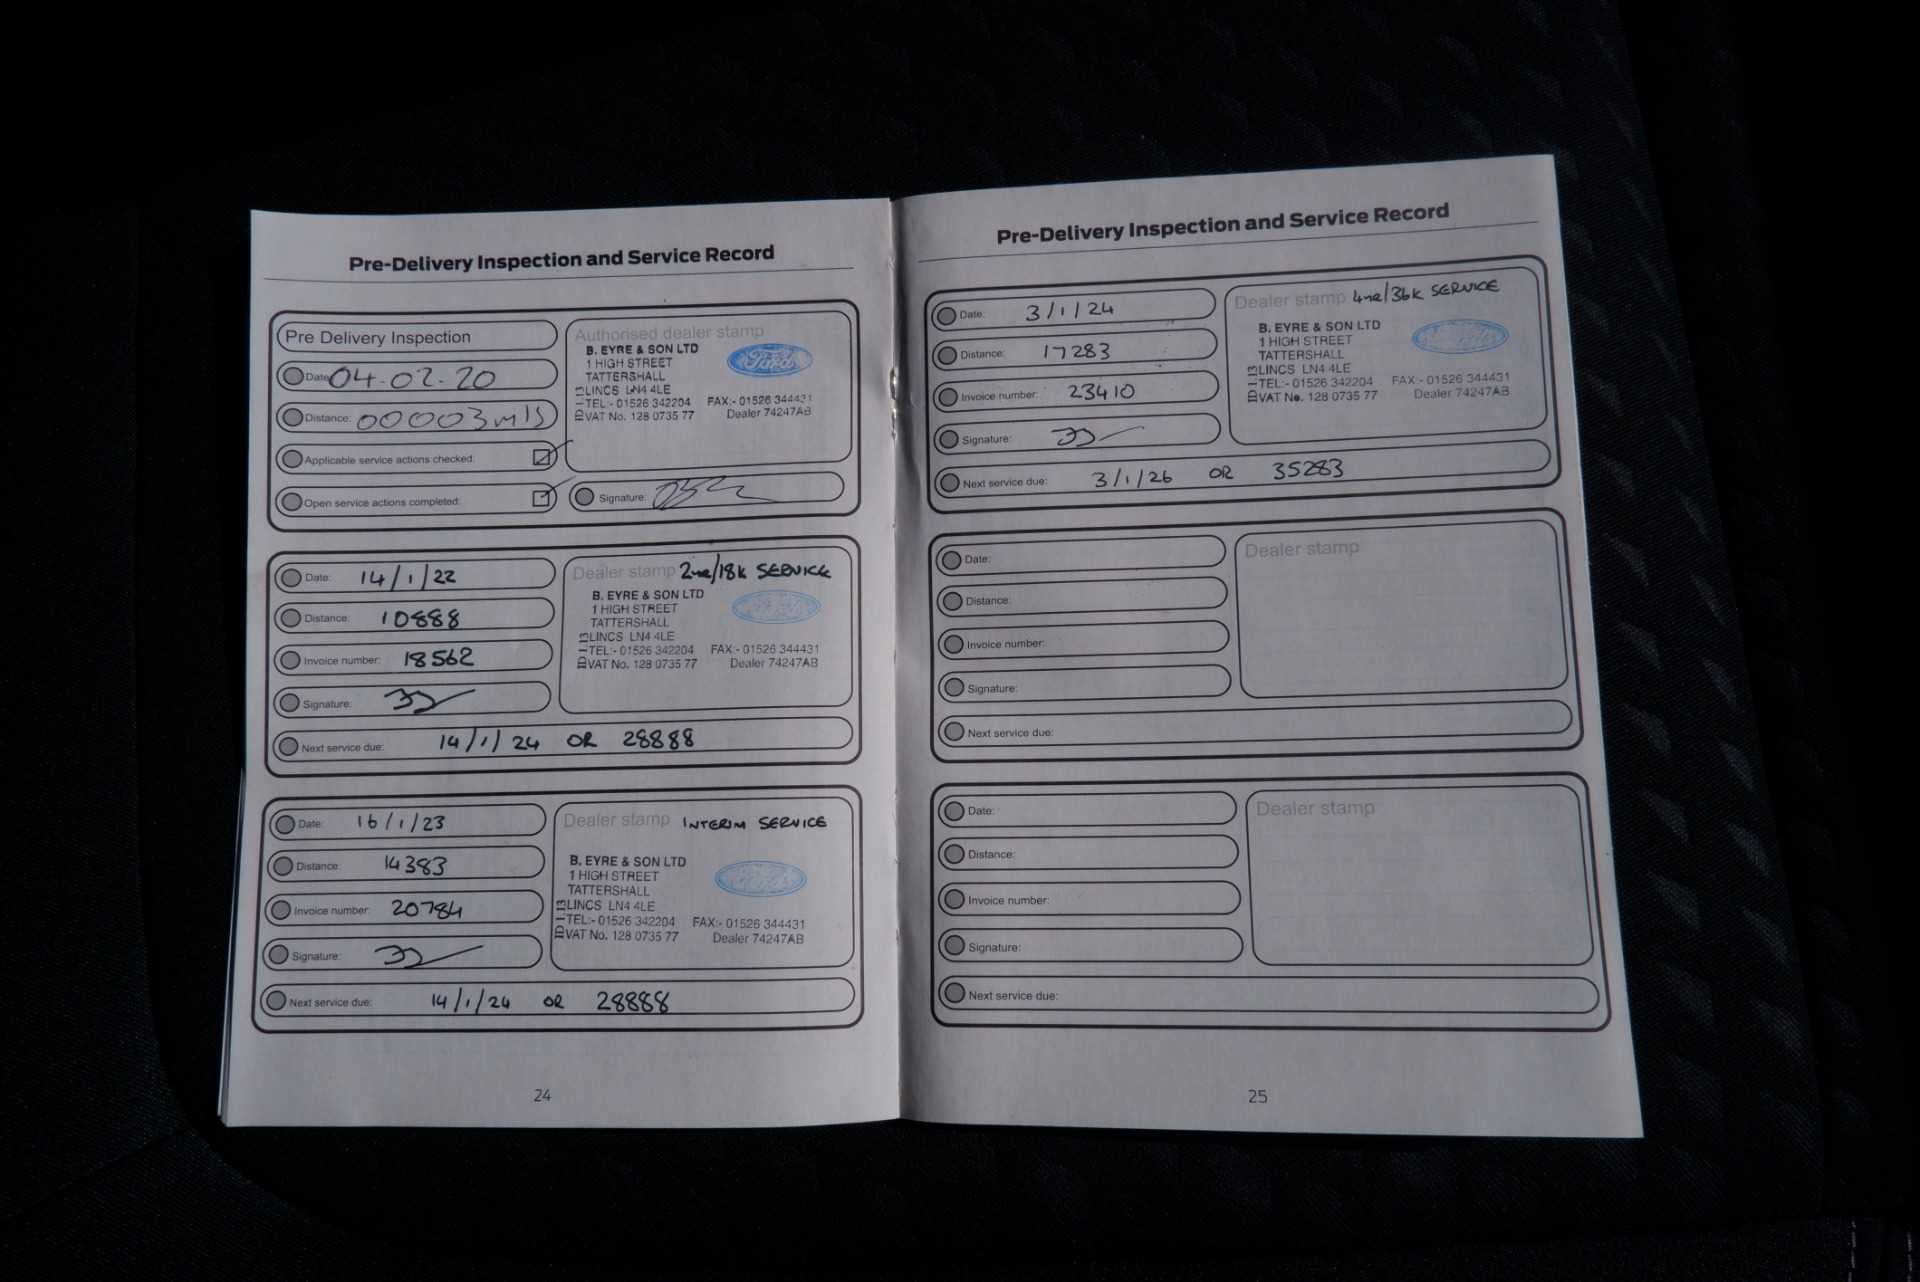 Pre-Delivery Inspection and Service Record
Pre Delivery Inspection
Date 04-02-20
Distance: 00003mls
Applicable service actions checked:
Open service actions completed:
Authorised dealer stamp
B. EYRE & SON LTD
1 HIGH STREET
TATTERSHALL
LINCS LN4 4LE
TEL:- 01526 342204 FAX:- 01526 344431
VAT No. 128 0735 77 Dealer 74247AB
Ford
Signature:
Date: 14/1/22
Distance: 10888
Invoice number: 18562
Signature:
Next service due: 14/1/24 OR 28888
Dealer stamp 2YR/18K SERVICE
B. EYRE & SON LTD
1 HIGH STREET
TATTERSHALL
LINCS LN4 4LE
TEL:- 01526 342204 FAX:- 01526 344431
VAT No. 128 0735 77 Dealer 74247AB
Date: 16/1/23
Distance: 14383
Invoice number: 20784
Signature:
Next service due: 14/1/24 OR 28888
Dealer stamp INTERIM SERVICE
B. EYRE & SON LTD
1 HIGH STREET
TATTERSHALL
LINCS LN4 4LE
TEL:- 01526 342204 FAX:- 01526 344431
VAT No. 128 0735 77 Dealer 74247AB
24
Pre-Delivery Inspection and Service Record
Date: 3/1/24
Distance: 17283
Invoice number: 23410
Signature:
Next service due: 3/1/26 OR 35283
Dealer stamp 4YR/36K SERVICE
B. EYRE & SON LTD
1 HIGH STREET
TATTERSHALL
LINCS LN4 4LE
TEL:- 01526 342204 FAX:- 01526 344431
VAT No. 128 0735 77 Dealer 74247AB
Date:
Distance:
Invoice number:
Signature:
Next service due:
Dealer stamp
Date:
Distance:
Invoice number:
Signature:
Next service due:
Dealer stamp
25